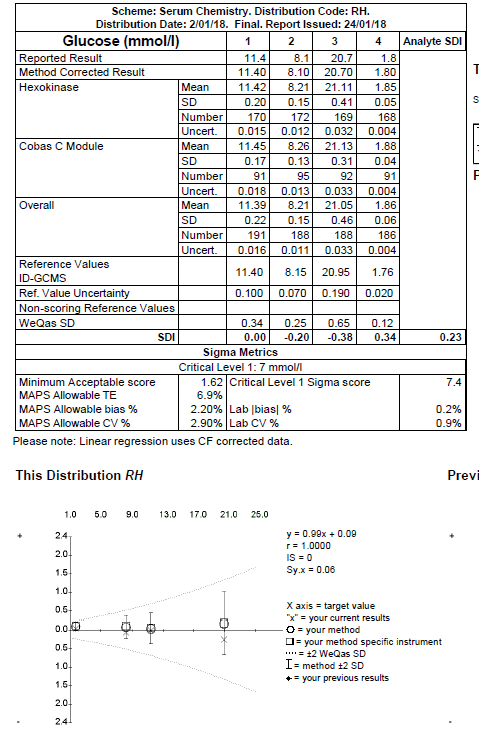 Scheme: Serum Chemistry. Distribution Code: RH.
Distribution Date: 2/01/18. Final. Report Issued: 24/01/18
Glucose (mmol/l) 1 2 3 4 Analyte SDI
Reported Result 11.4 8.1 20.7 1.8
Method Corrected Result 11.40 8.10 20.70 1.80
Hexokinase Mean 11.42 8.21 21.11 1.85
SD 0.20 0.15 0.41 0.05
Number 170 172 169 168
Uncert. 0.015 0.012 0.032 0.004
Cobas C Module Mean 11.45 8.26 21.13 1.88
SD 0.17 0.13 0.31 0.04
Number 91 95 92 91
Uncert. 0.018 0.013 0.033 0.004
Overall Mean 11.39 8.21 21.05 1.86
SD 0.22 0.15 0.46 0.06
Number 191 188 188 186
Uncert. 0.016 0.011 0.033 0.004
Reference Values
ID-GCMS 11.40 8.15 20.95 1.76
Ref. Value Uncertainty 0.100 0.070 0.190 0.020
Non-scoring Reference Values
WeQas SD 0.34 0.25 0.65 0.12
SDI 0.00 -0.20 -0.38 0.34 0.23
Sigma Metrics
Critical Level 1: 7 mmol/l
Minimum Acceptable score 1.62 Critical Level 1 Sigma score 7.4
MAPS Allowable TE 6.9%
MAPS Allowable bias % 2.20% Lab |bias| % 0.2%
MAPS Allowable CV % 2.90% Lab CV % 0.9%
Please note: Linear regression uses CF corrected data.
This Distribution RH Previ
1.0 5.0 9.0 13.0 17.0 21.0 25.0
+ 2.4 +
2.0
1.5
1.0
0.5
0.0
0.5
1.0
1.5
2.0
- 2.4 -
y = 0.99x + 0.09
r = 1.0000
IS = 0
Sy.x = 0.06
X axis = target value
"x" = your current results
= your method
= your method specific instrument
= ±2 WeQas SD
= method ±2 SD
= your previous results